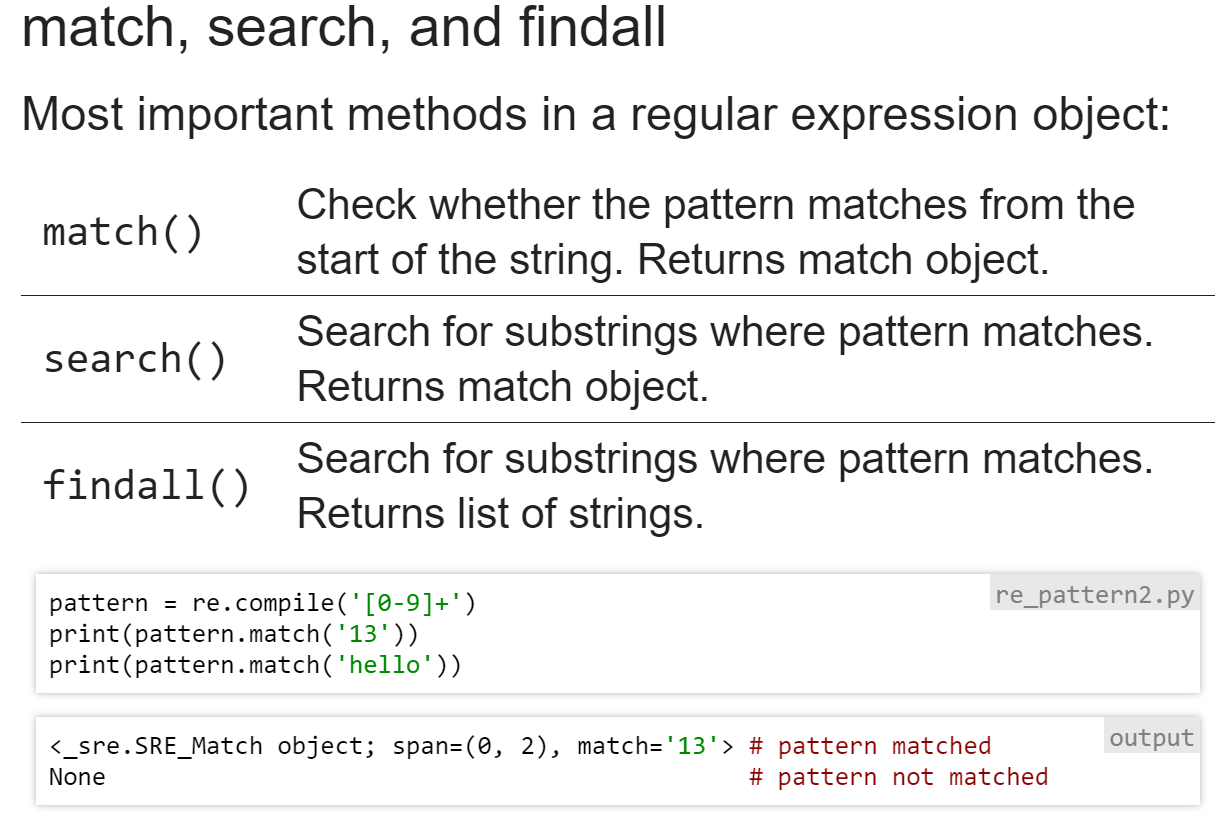 match, search, and findall
Most important methods in a regular expression object:
match()
Check whether the pattern matches from the
start of the string. Returns match object.
search()
Search for substrings where pattern matches.
Returns match object.
findall()
Search for substrings where pattern matches.
Returns list of strings.
re_pattern2.py
pattern = re.compile('[0-9]+')
print(pattern.match('13'))
print(pattern.match('hello'))
output
<_sre.SRE_Match object; span=(0, 2), match='13'> # pattern matched
None                                             # pattern not matched